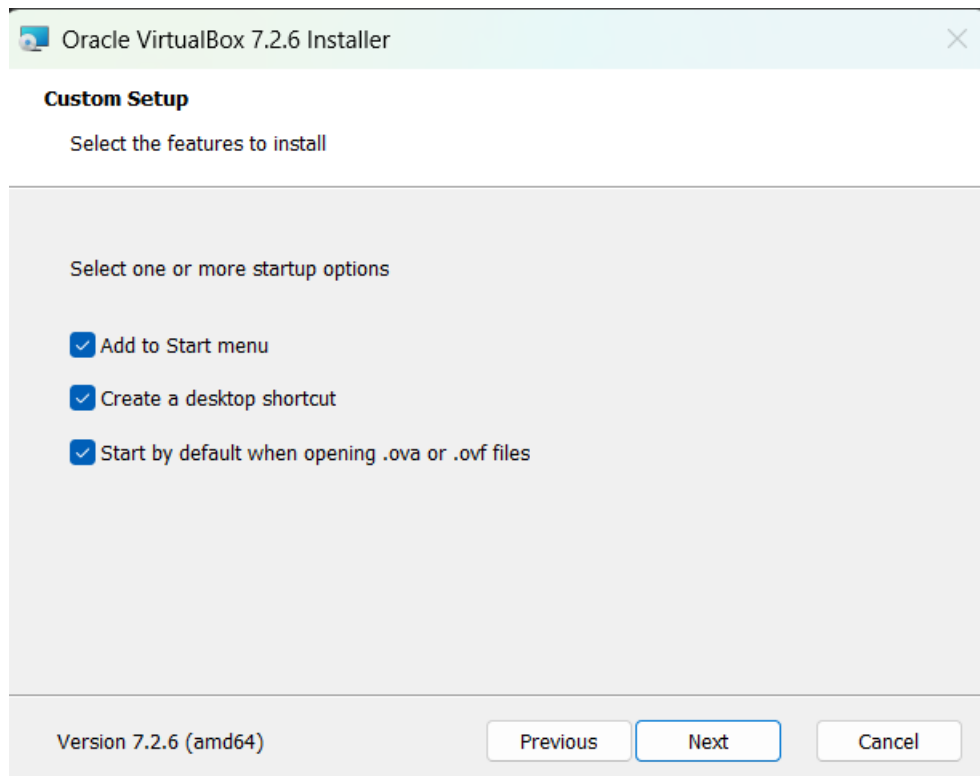 Oracle VirtualBox 7.2.6 Installer
Custom Setup
Select the features to install
Select one or more startup options
Add to Start menu
Create a desktop shortcut
Start by default when opening .ova or .ovf files
Version 7.2.6 (amd64)
Previous
Next
Cancel